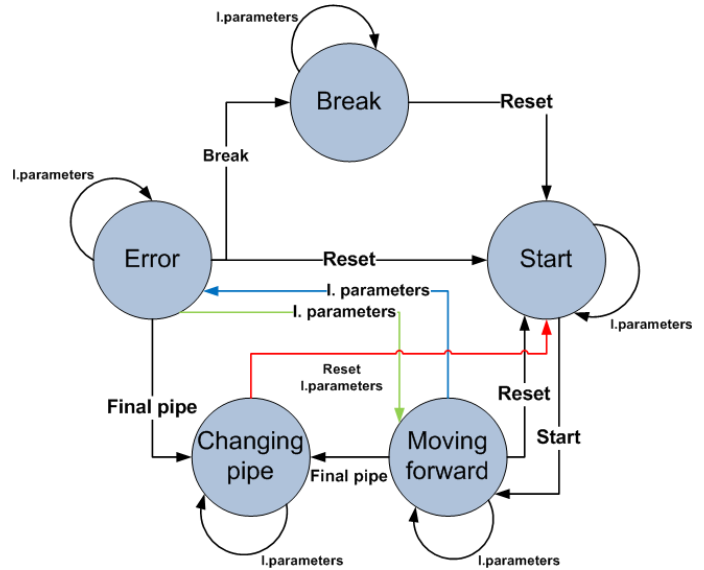 I.parameters
Break
Reset
Break
I.parameters
Error
Reset
Start
I. parameters
I. parameters
I.parameters
Reset
I.parameters
Final pipe
Reset
Start
Changing
pipe
Final pipe
Moving
forward
I.parameters
I.parameters